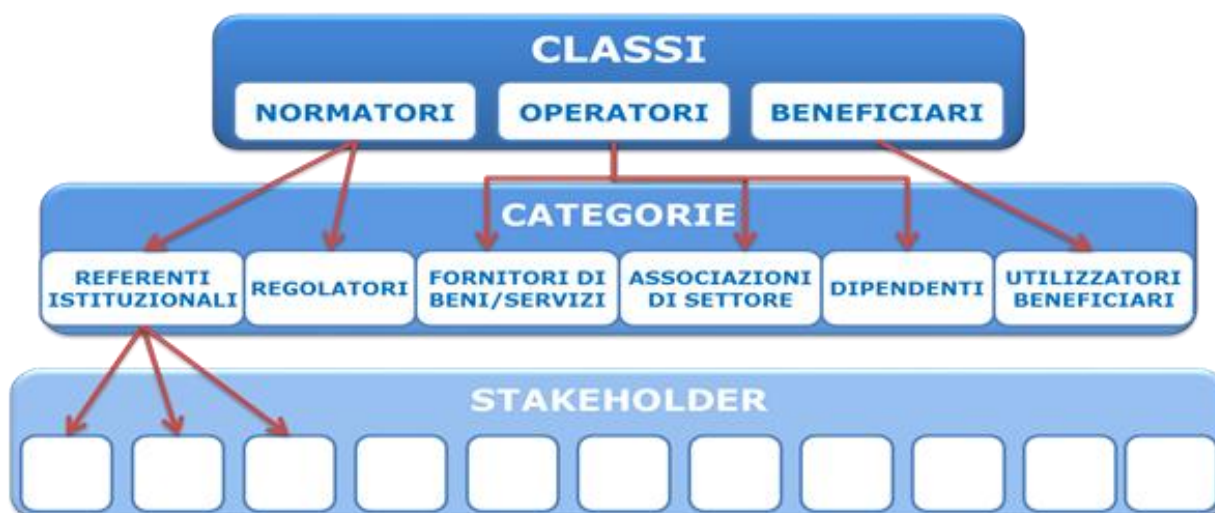 CLASSI
NORMATORI
OPERATORI
BENEFICIARI
CATEGORIE
REFERENTI
ISTITUZIONALI
REGOLATORI
FORNITORI DI
BENI/SERVIZI
ASSOCIAZIONI
DI SETTORE
DIPENDENTI
UTILIZZATORI
BENEFICIARI
STAKEHOLDER